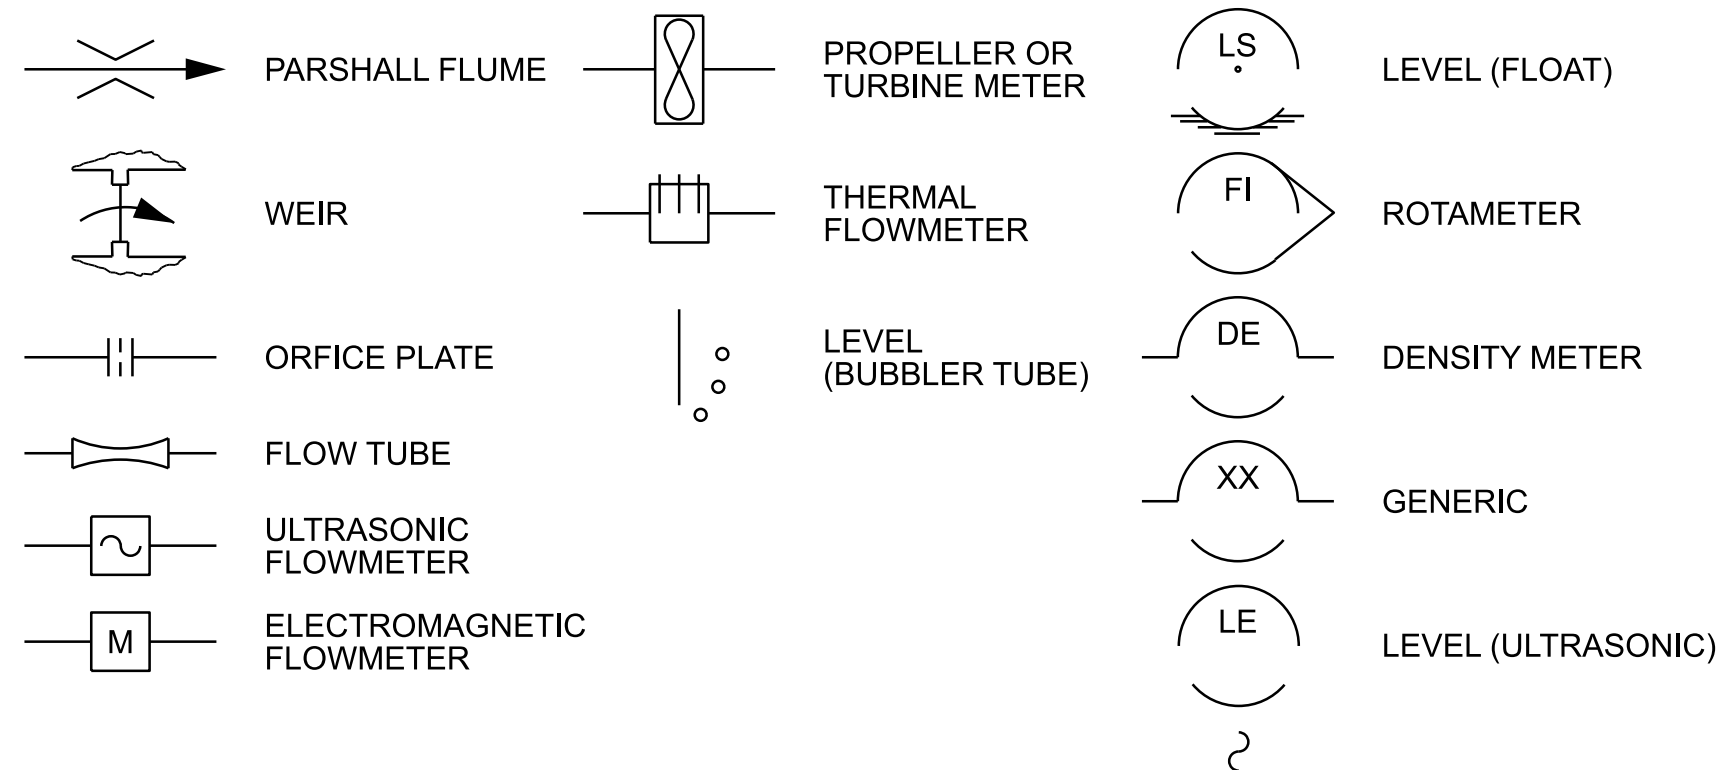 PARSHALL FLUME
WEIR
ORFICE PLATE
FLOW TUBE
ULTRASONIC
FLOWMETER
M
ELECTROMAGNETIC
FLOWMETER
PROPELLER OR
TURBINE METER
THERMAL
FLOWMETER
LEVEL
(BUBBLER TUBE)
LS
LEVEL (FLOAT)
FI
ROTAMETER
DE
DENSITY METER
XX
GENERIC
LE
LEVEL (ULTRASONIC)